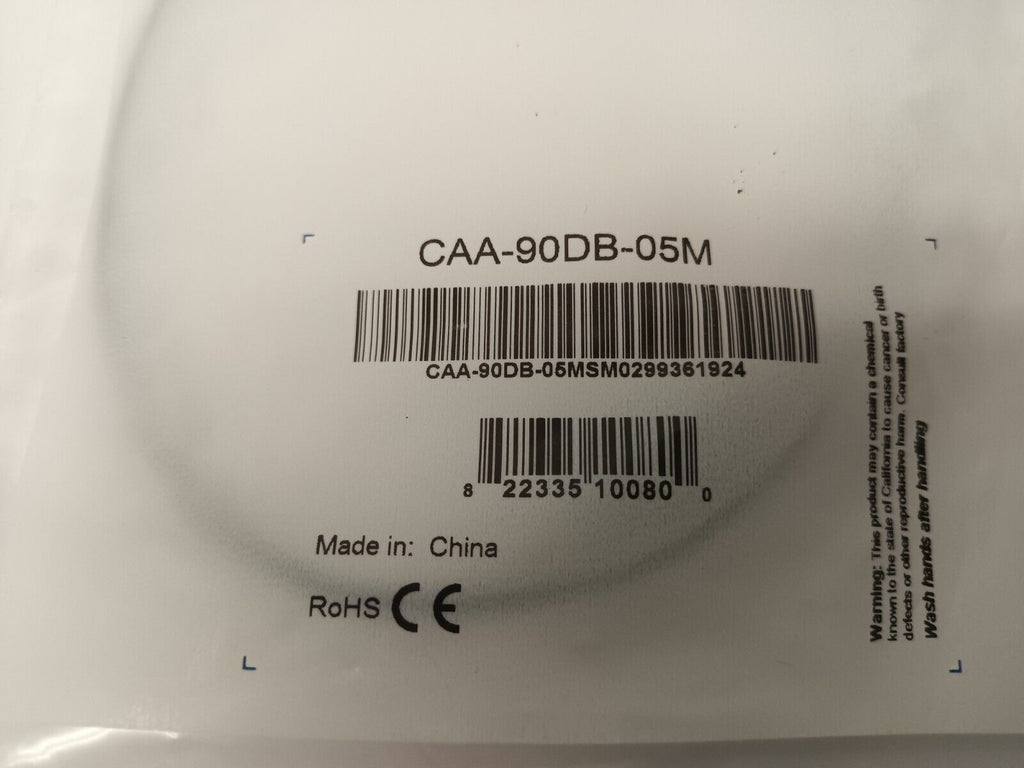 CAA-90DB-05M
CAA-90DB-05MSM0299361924
8 22335 10080 0
Made in: China
RoHS CE
Warning: This product may contain a chemical
known to the state of California to cause cancer or birth
defects or other reproductive harm. Consult factory
Wash hands after handling